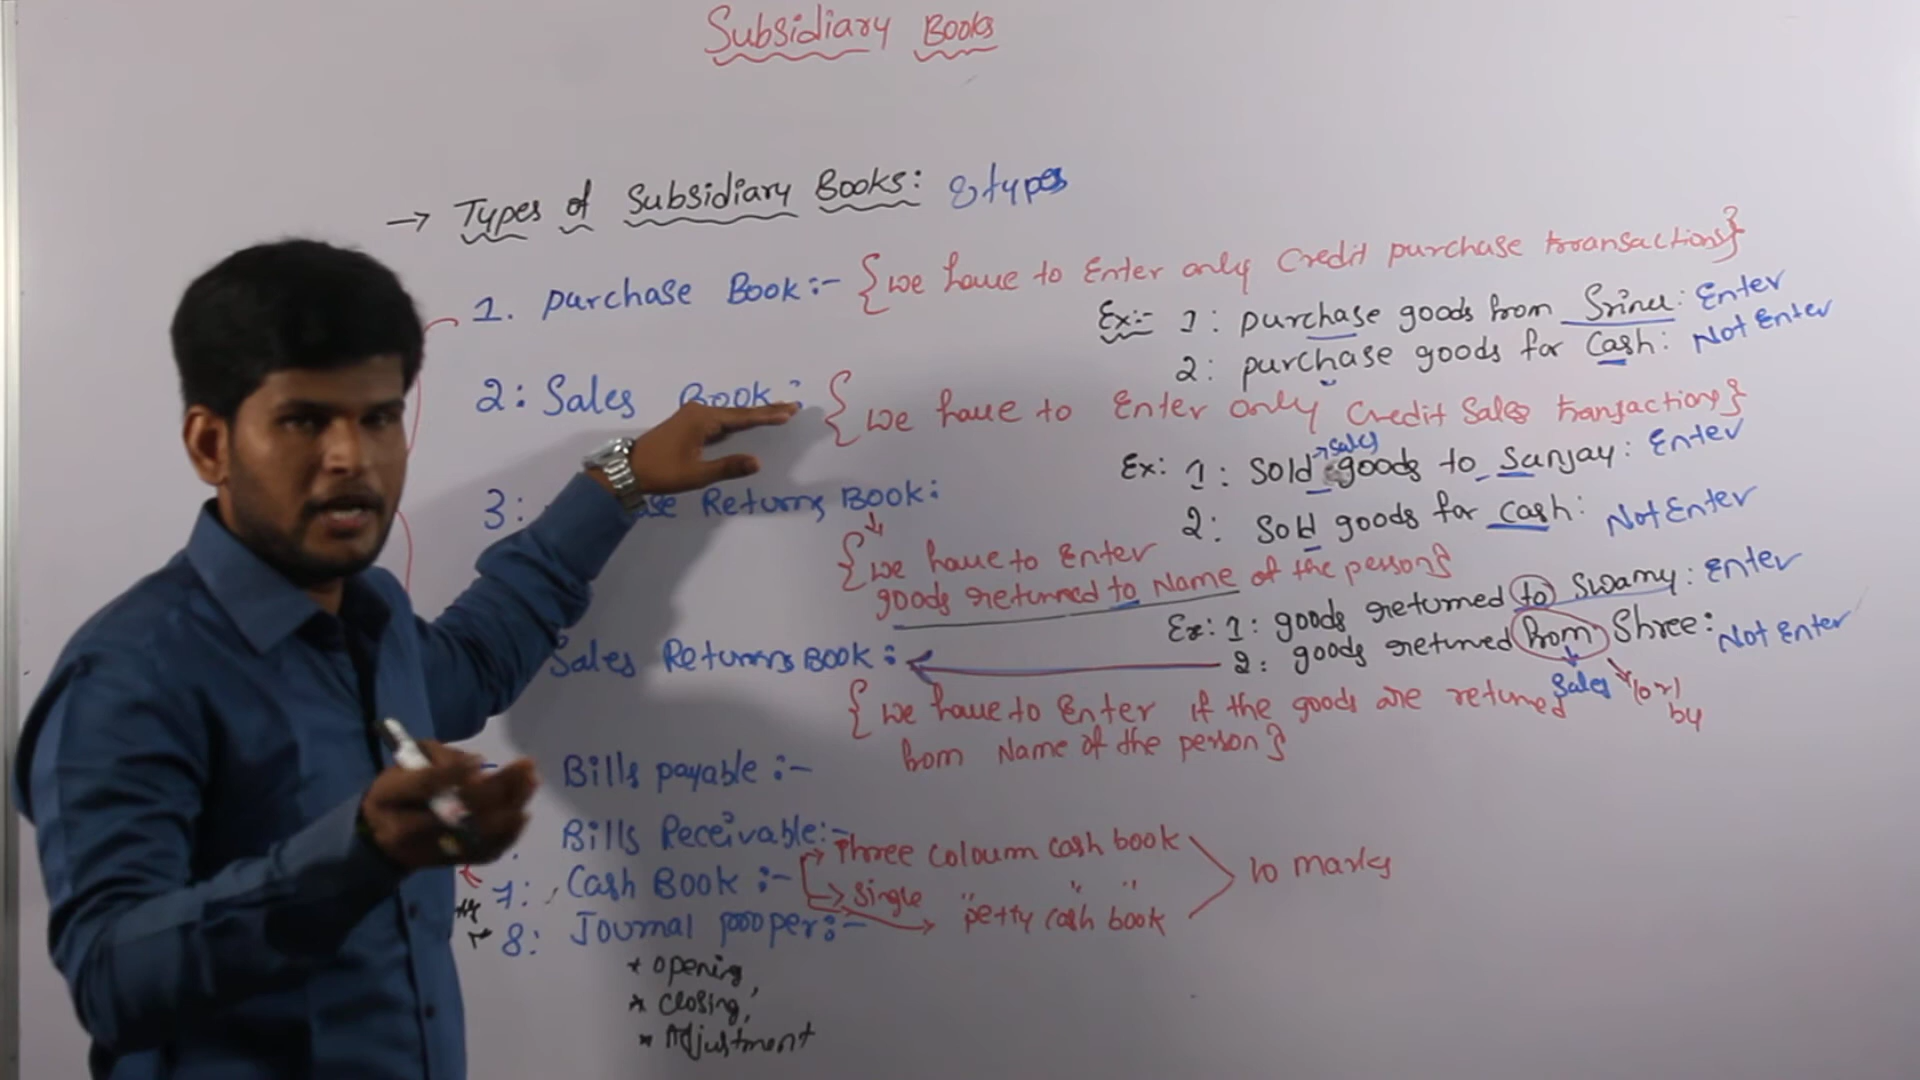 Subsidiary Books
→ Types of Subsidiary Books: 8 types
1. Purchase Book:- {we have to Enter only Credit purchase transactions}
Ex:- 1: purchase goods from Srinu: Enter
2: purchase goods for Cash: Not Enter
2: Sales Book: {we have to Enter only Credit Sales transactions}
→sales
Ex: 1: Sold goods to Sanjay: Enter
2: Sold goods for cash: Not Enter
3: Returns Book:
{we have to Enter
goods returned to Name of the person}
Ex: 1: goods returned to Swamy: Enter
2: goods returned from Shree: Not Enter
Sales (or) by
Sales Returns Book:
{we have to Enter if the goods are returned
from Name of the person}
Bills payable:-
Bills Receivable:-
7: Cash Book:- → Three Coloumn cash book
→ Single " "
→ petty cash book
10 marks
8: Journal proper:-
* opening,
* closing,
* Adjustment